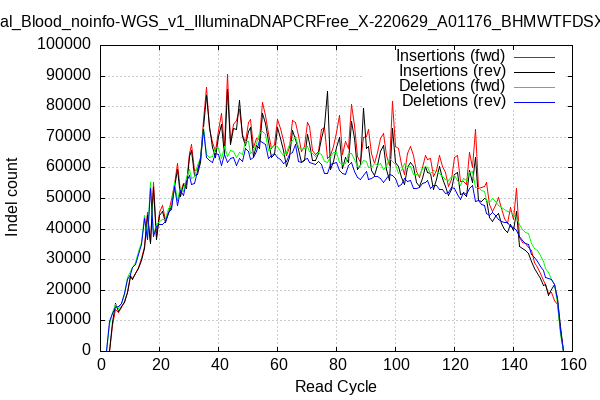 al_Blood_noinfo-WGS_v1_IlluminaDNAPCRFree_X-220629_A01176_BHMWTFDSX
100000
90000
80000
70000
60000
50000
40000
30000
20000
10000
0
Indel count
Insertions (fwd)
Insertions (rev)
Deletions (fwd)
Deletions (rev)
0 20 40 60 80 100 120 140 160
Read Cycle